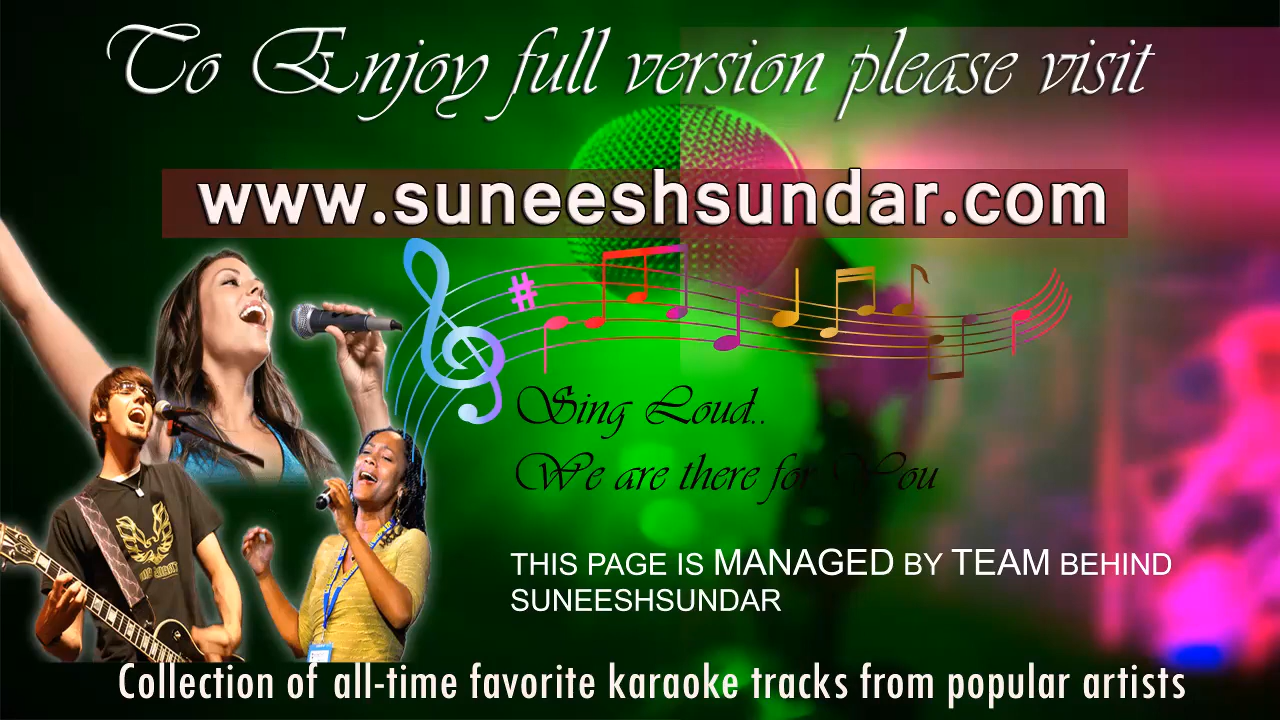 To Enjoy full version please visit
www.suneeshsundar.com
Sing Loud..
We are there for You
THIS PAGE IS MANAGED BY TEAM BEHIND
SUNEESHSUNDAR
Collection of all-time favorite karaoke tracks from popular artists